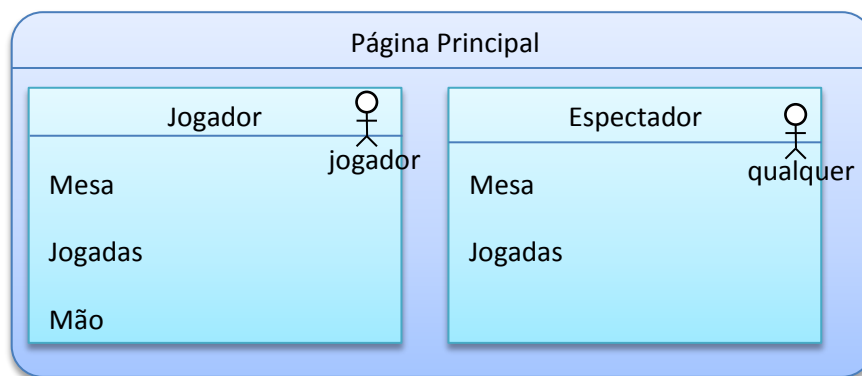 Página Principal
Jogador
jogador
Mesa
Jogadas
Mão
Espectador
qualquer
Mesa
Jogadas